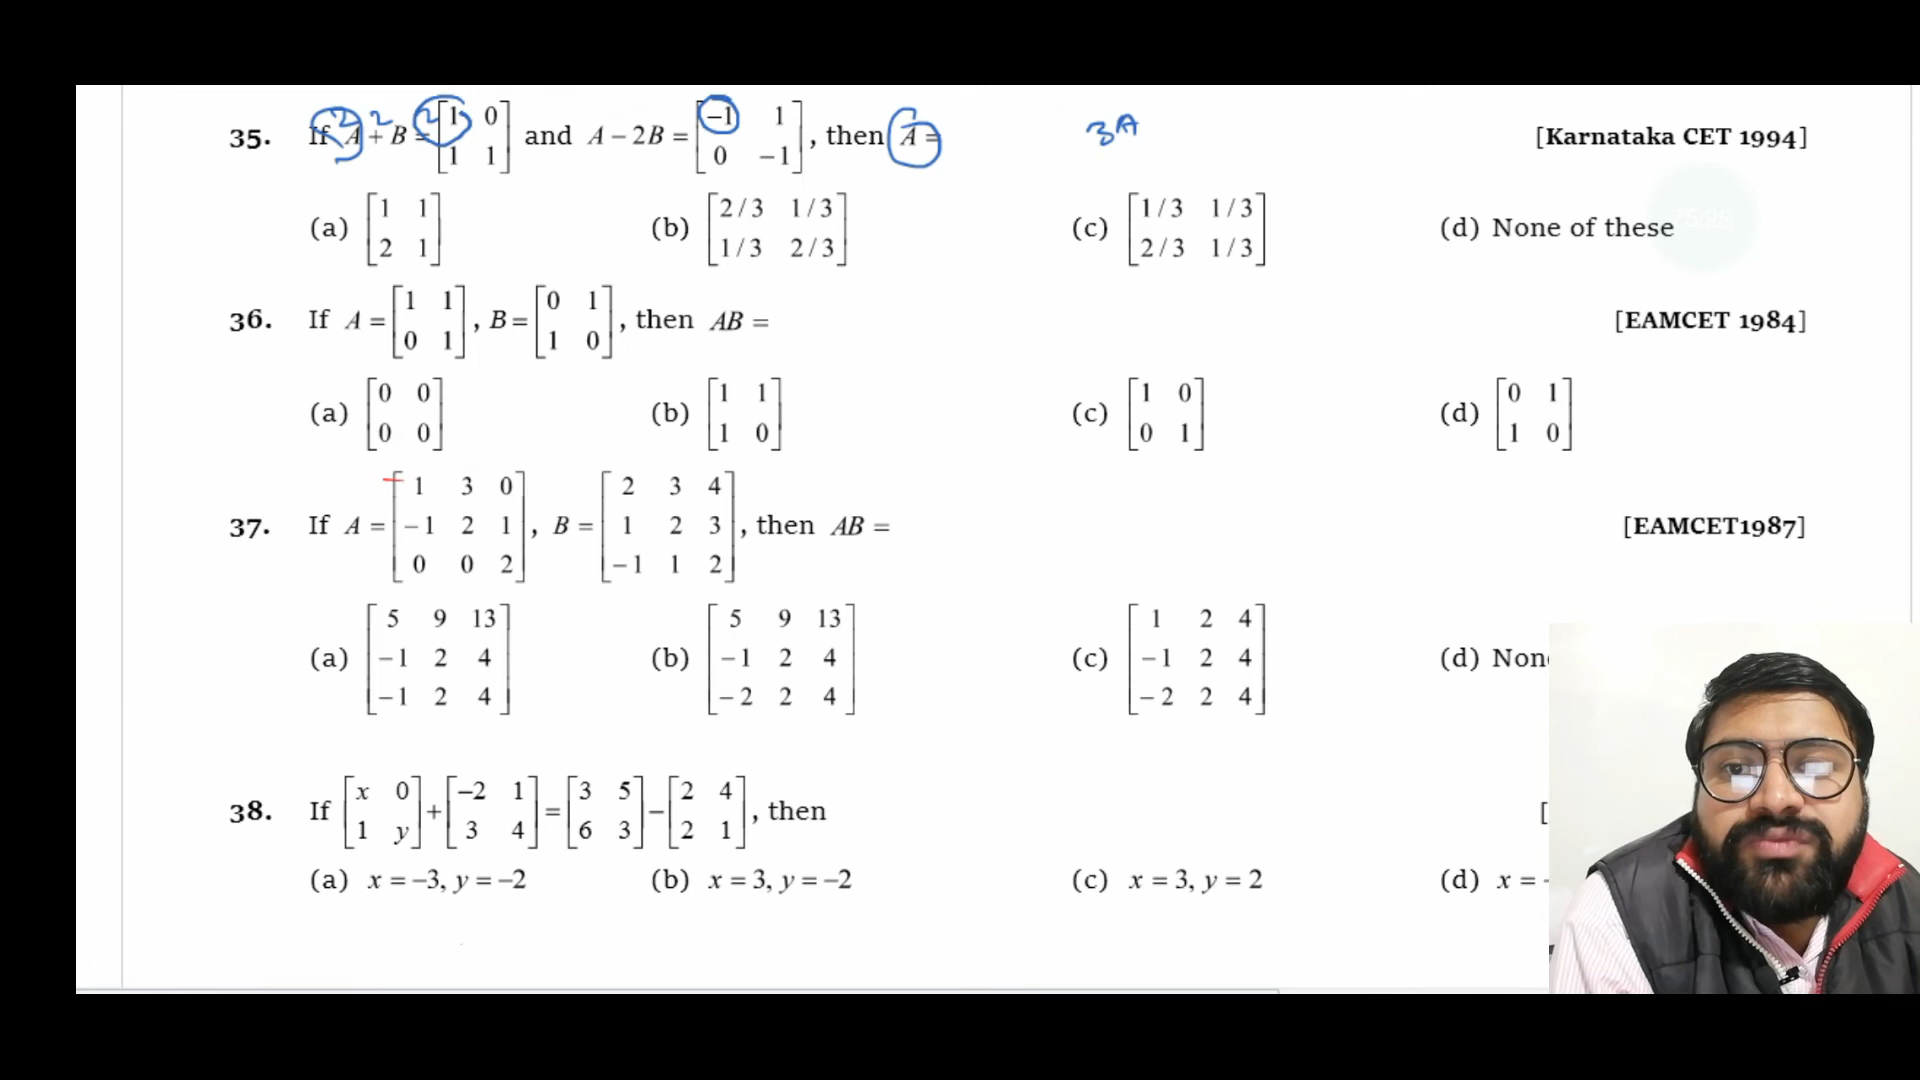 35. If A + B = [1 0 1 1] and A − 2B = [−1 1 0 −1], then A = 3A [Karnataka CET 1994]
2 2 2
(a) [1 1 2 1] (b) [2/3 1/3 1/3 2/3] (c) [1/3 1/3 2/3 1/3] (d) None of these
36. If A = [1 1 0 1], B = [0 1 1 0], then AB = [EAMCET 1984]
(a) [0 0 0 0] (b) [1 1 1 0] (c) [1 0 0 1] (d) [0 1 1 0]
37. If A = [1 3 0 −1 2 1 0 0 2], B = [2 3 4 1 2 3 −1 1 2], then AB = [EAMCET1987]
(a) [5 9 13 −1 2 4 −1 2 4] (b) [5 9 13 −1 2 4 −2 2 4] (c) [1 2 4 −1 2 4 −2 2 4] (d) Non
38. If [x 0 1 y] + [−2 1 3 4] = [3 5 6 3] − [2 4 2 1], then [
(a) x = −3, y = −2 (b) x = 3, y = −2 (c) x = 3, y = 2 (d) x = -